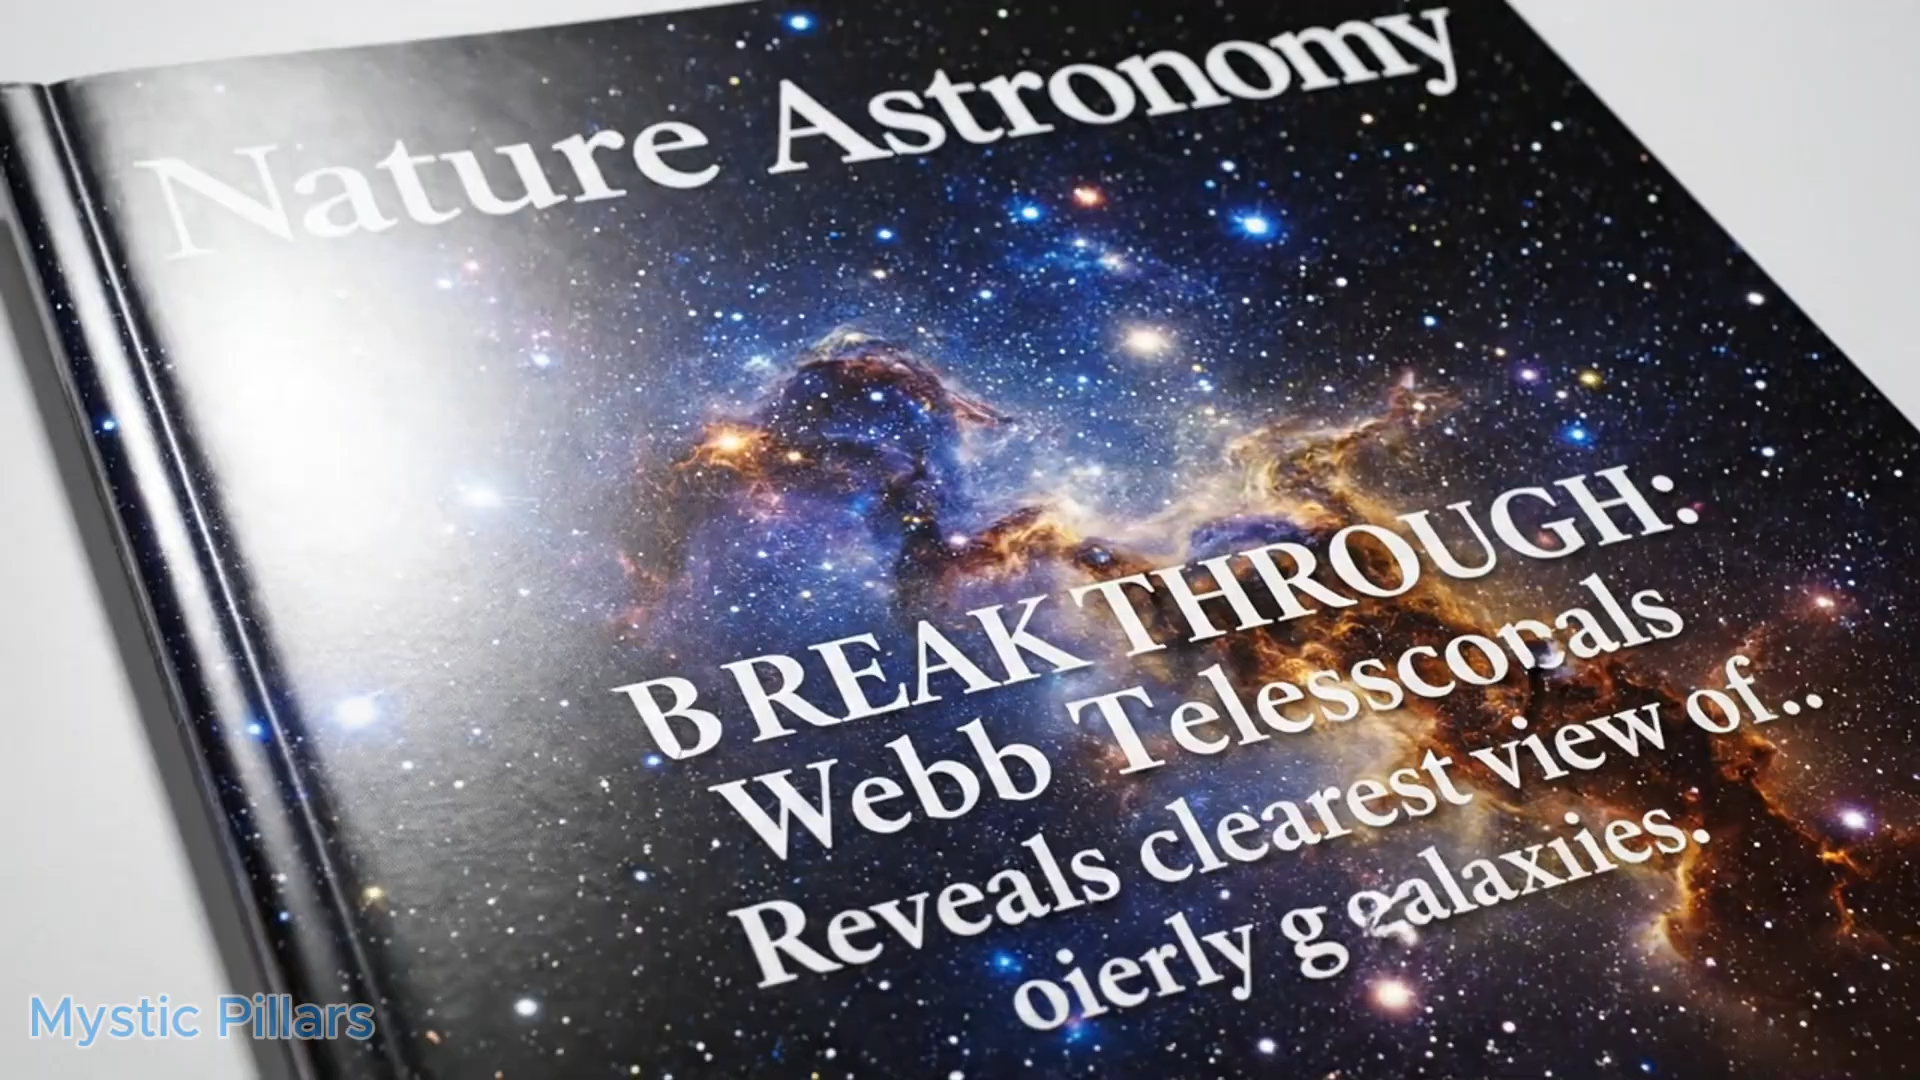 Nature Astronomy
BREAKTHROUGH:
Webb Telesscopals
Reveals clearest view of..
oierly g galaxiies.
Mystic Pillars